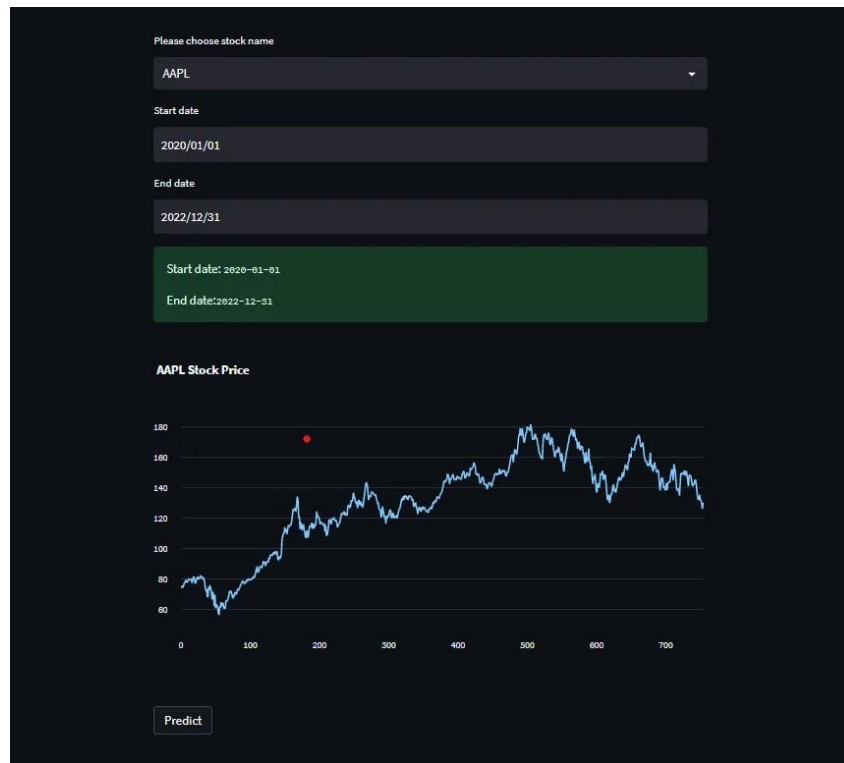 Please choose stock name
AAPL
Start date
2020/01/01
End date
2022/12/31
Start date: 2020-01-01
End date:2022-12-31
AAPL Stock Price
180
160
140
120
100
80
60
0 100 200 300 400 500 600 700
Predict